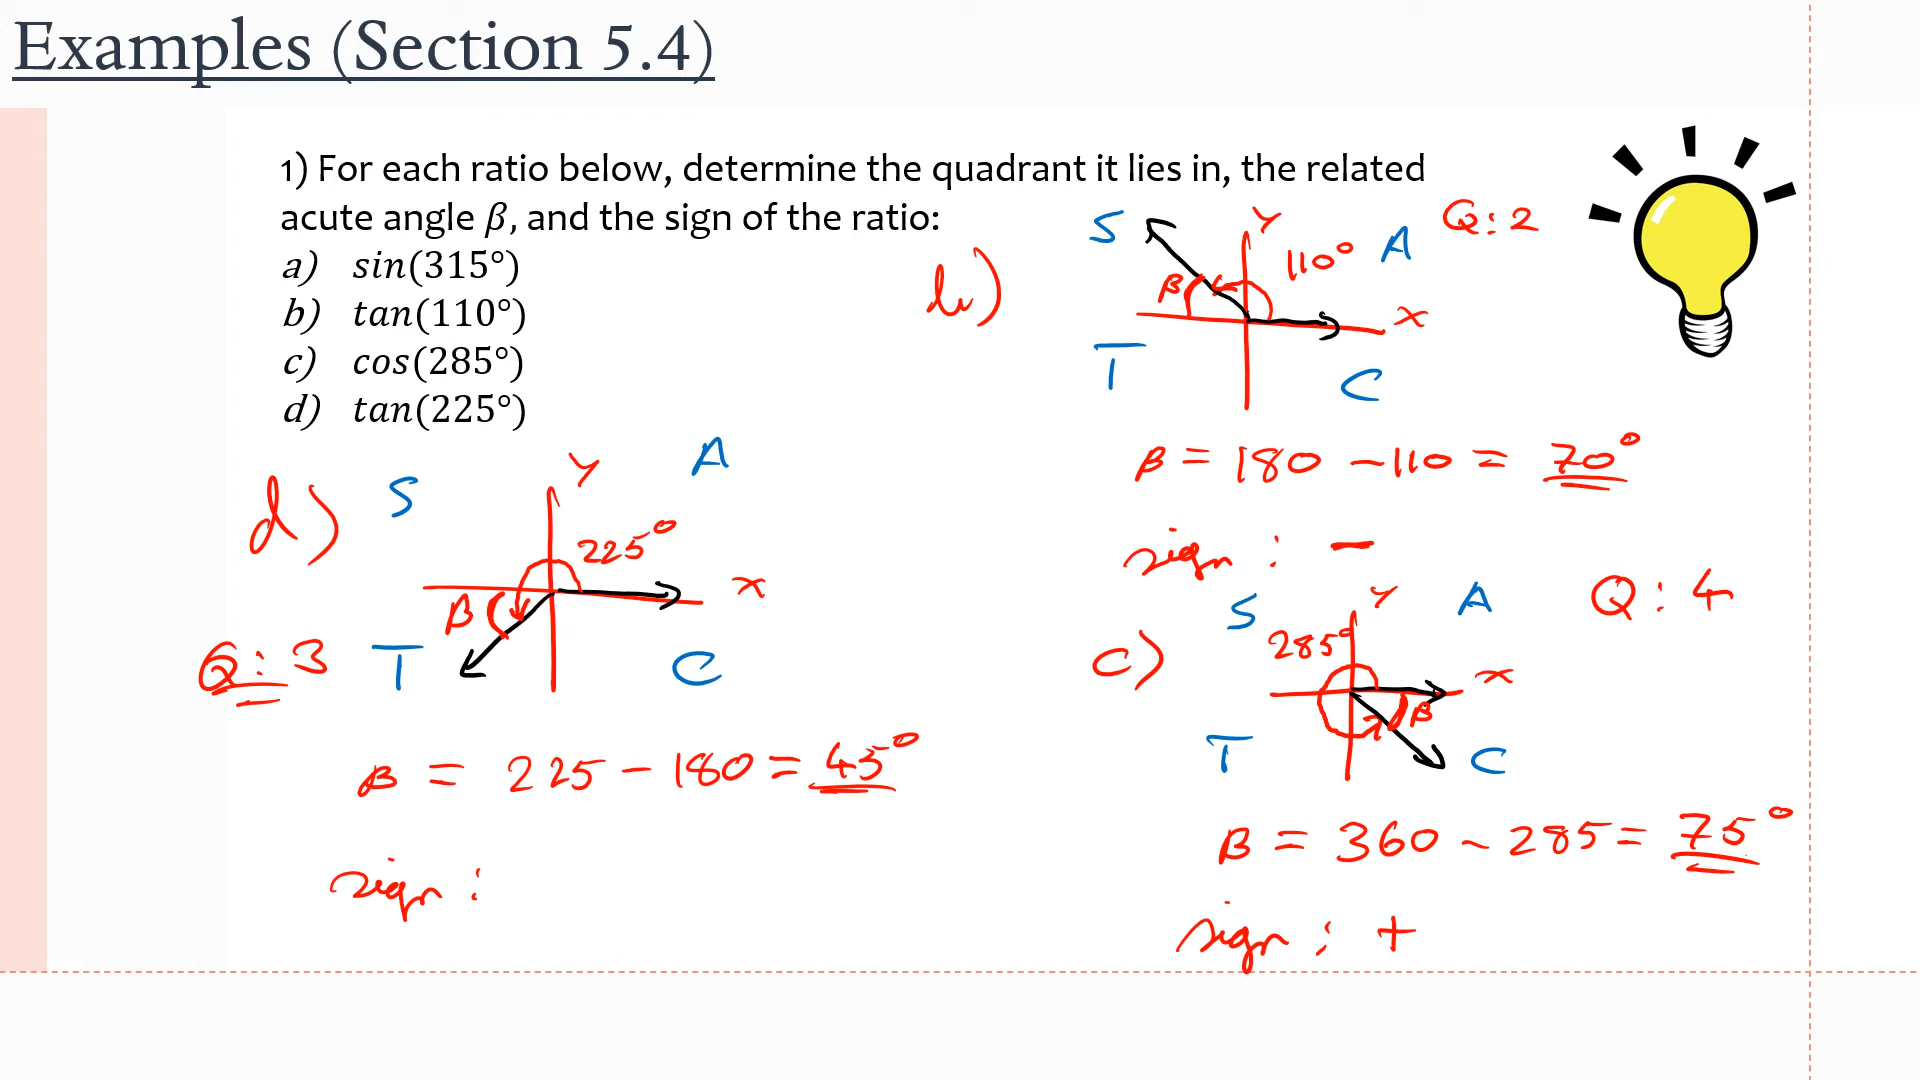 Examples (Section 5.4)
1) For each ratio below, determine the quadrant it lies in, the related
acute angle β, and the sign of the ratio:
a) sin(315°)
b) tan(110°)
c) cos(285°)
d) tan(225°)
b)
S
Y
110°
A
Q: 2
β
x
T
C
β = 180 - 110 = 70°
sign : -
c)
S
Y
A
Q : 4
285°
x
β
T
C
β = 360 - 285 = 75°
sign : +
d)
S
Y
A
225°
x
β
Q: 3
T
C
β = 225 - 180 = 45°
sign :